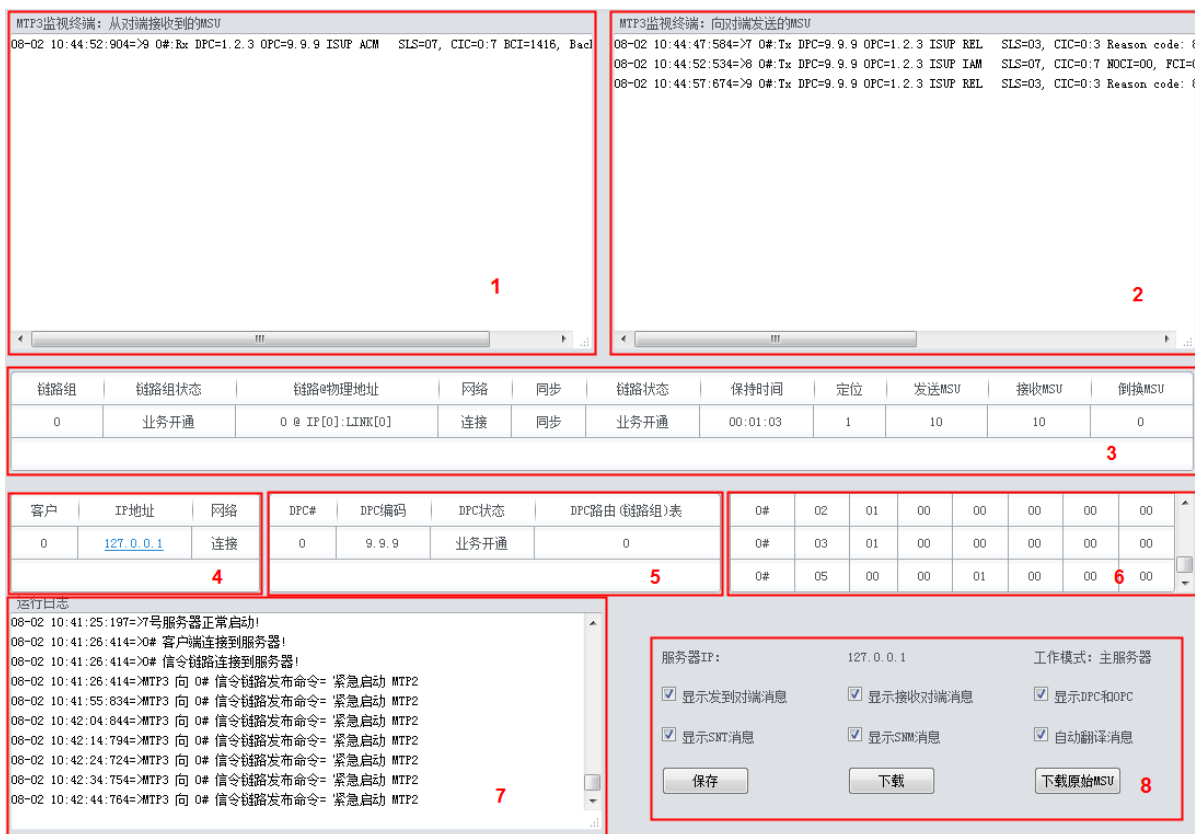 MTP3监视终端: 从对端接收到的MSU
08-02 10:44:52:904=>9 0#:Rx DPC=1.2.3 OPC=9.9.9 ISUP ACM SLS=07, CIC=0:7 BCI=1416, Bac
1
MTP3监视终端: 向对端发送的MSU
08-02 10:44:47:584=>7 0#:Tx DPC=9.9.9 OPC=1.2.3 ISUP REL SLS=03, CIC=0:3 Reason code: 8
08-02 10:44:52:534=>8 0#:Tx DPC=9.9.9 OPC=1.2.3 ISUP IAM SLS=07, CIC=0:7 NOCI=00, FCI=0
08-02 10:44:57:674=>9 0#:Tx DPC=9.9.9 OPC=1.2.3 ISUP REL SLS=03, CIC=0:3 Reason code: 8
2
链路组 链路组状态 链路@物理地址 网络 同步 链路状态 保持时间 定位 发送MSU 接收MSU 倒换MSU
0 业务开通 0 @ IP[0]:LINK[0] 连接 同步 业务开通 00:01:03 1 10 10 0
3
客户 IP地址 网络
0 127.0.0.1 连接
4
DPC# DPC编码 DPC状态 DPC路由(链路组)表
0 9.9.9 业务开通 0
5
0# 02 01 00 00 00 00 00
0# 03 01 00 00 00 00 00
0# 05 00 00 01 00 00 00
6
运行日志
08-02 10:41:25:197=>7号服务器正常启动!
08-02 10:41:26:414=>0# 客户端连接到服务器!
08-02 10:41:26:414=>0# 信令链路连接到服务器!
08-02 10:41:26:414=>MTP3 向 0# 信令链路发布命令= '紧急启动 MTP2
08-02 10:41:55:834=>MTP3 向 0# 信令链路发布命令= '紧急启动 MTP2
08-02 10:42:04:844=>MTP3 向 0# 信令链路发布命令= '紧急启动 MTP2
08-02 10:42:14:794=>MTP3 向 0# 信令链路发布命令= '紧急启动 MTP2
08-02 10:42:24:724=>MTP3 向 0# 信令链路发布命令= '紧急启动 MTP2
08-02 10:42:34:754=>MTP3 向 0# 信令链路发布命令= '紧急启动 MTP2
08-02 10:42:44:764=>MTP3 向 0# 信令链路发布命令= '紧急启动 MTP2
7
服务器IP: 127.0.0.1 工作模式: 主服务器
显示发到对端消息 显示接收对端消息 显示DPC和OPC
显示SNT消息 显示SNM消息 自动翻译消息
保存 下载 下载原始MSU
8